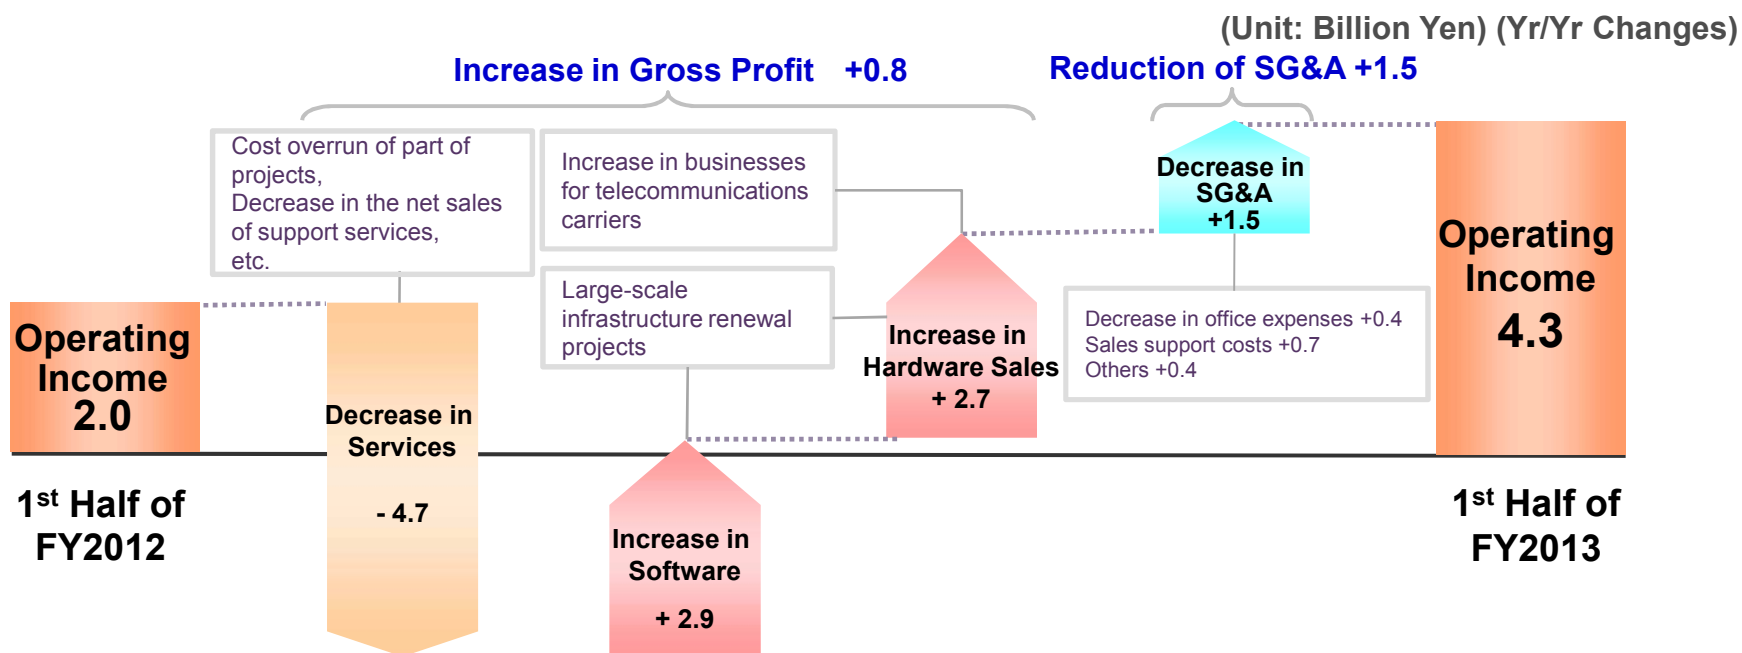 (Unit: Billion Yen) (Yr/Yr Changes)
Increase in Gross Profit +0.8
Reduction of SG&A +1.5
Cost overrun of part of
projects,
Decrease in the net sales
of support services,
etc.
Increase in businesses
for telecommunications
carriers
Large-scale
infrastructure renewal
projects
Decrease in
SG&A
+1.5
Decrease in office expenses +0.4
Sales support costs +0.7
Others +0.4
Operating
Income
2.0
Decrease in
Services
- 4.7
Increase in
Software
+ 2.9
Increase in
Hardware Sales
+ 2.7
Operating
Income
4.3
1st Half of
FY2012
1st Half of
FY2013